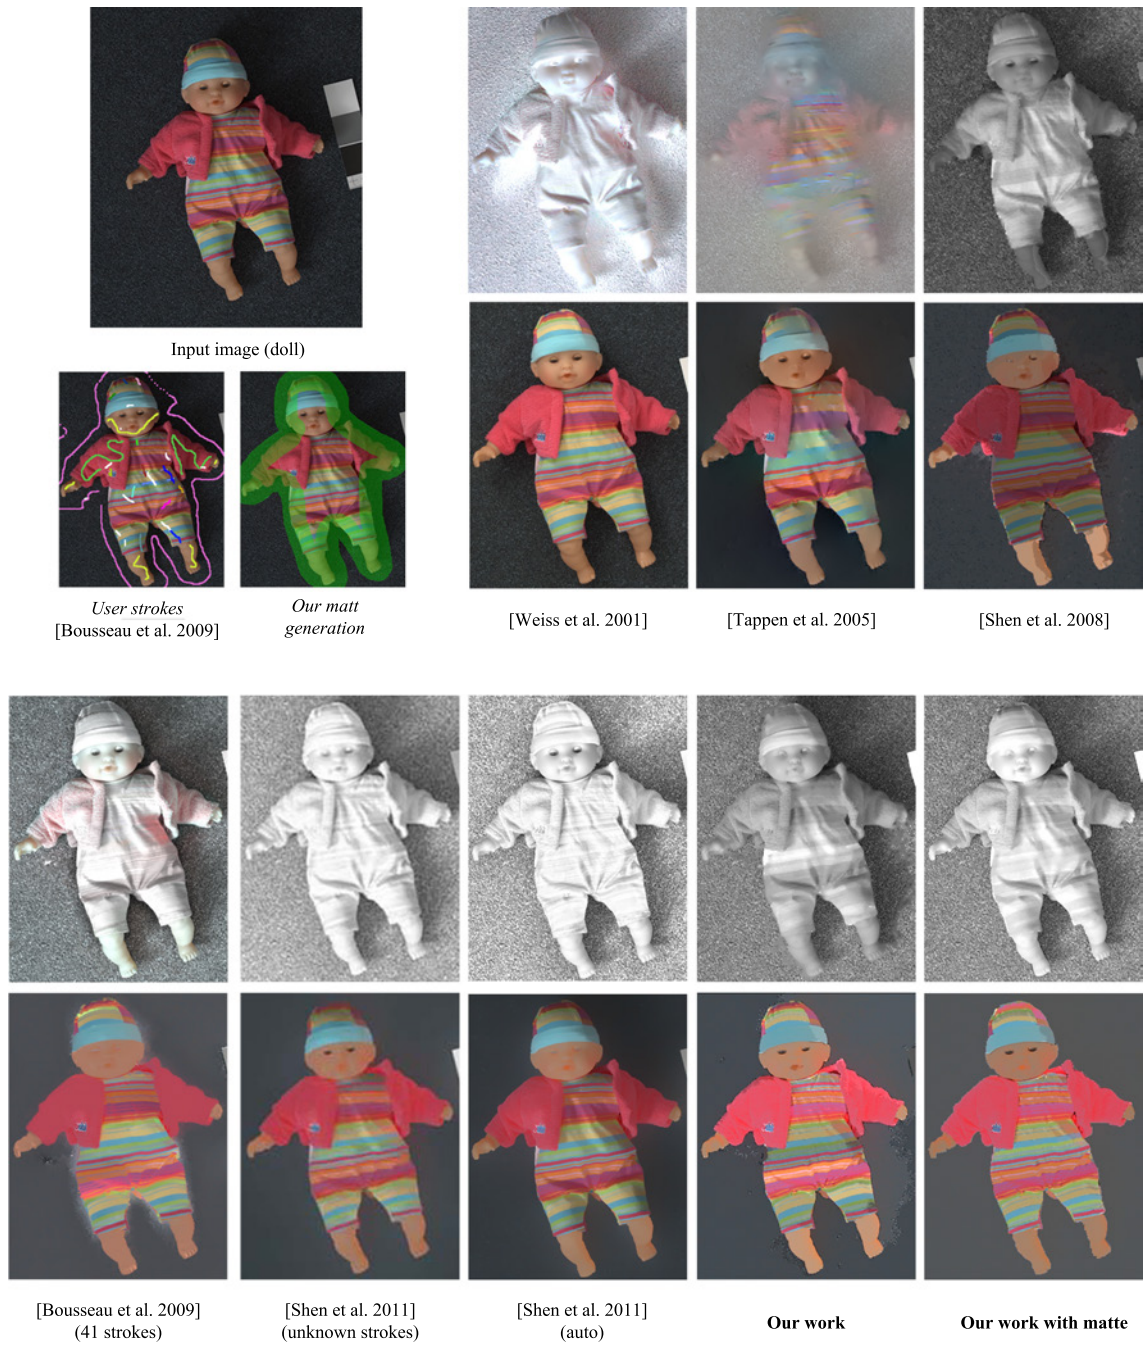 Input image (doll)
User strokes
[Bousseau et al. 2009]
Our matt
generation
[Weiss et al. 2001]
[Tappen et al. 2005]
[Shen et al. 2008]
[Bousseau et al. 2009]
(41 strokes)
[Shen et al. 2011]
(unknown strokes)
[Shen et al. 2011]
(auto)
Our work
Our work with matte